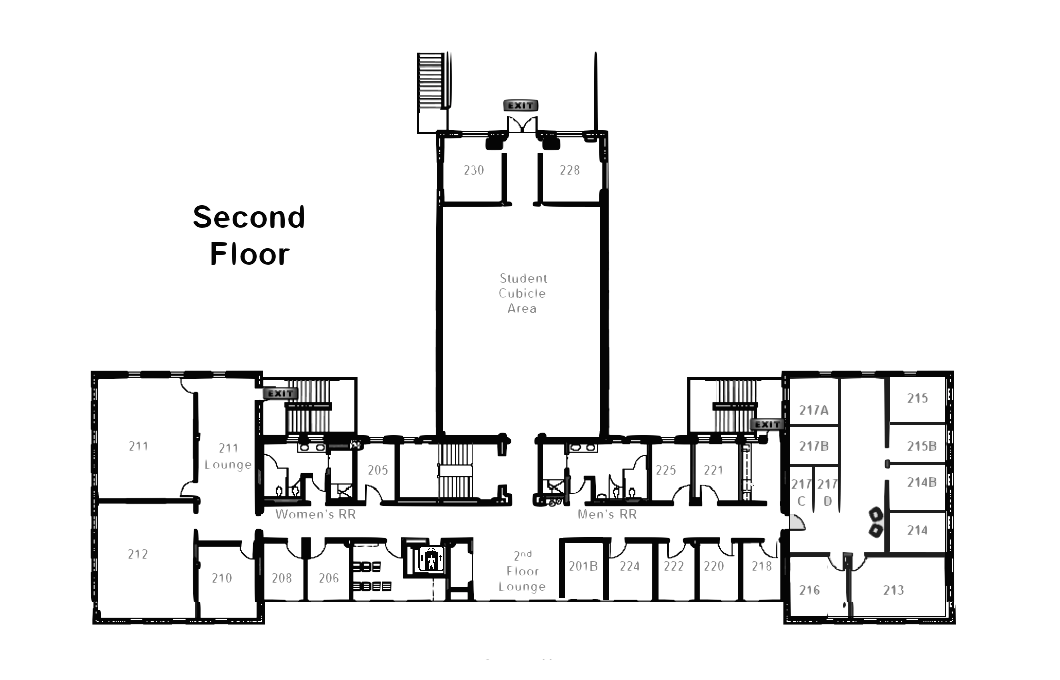 EXIT
230
228
Second
Floor
Student
Cubicle
Area
EXIT
217A
215
EXIT
211
211
Lounge
217B
215B
205
225
221
217
C
217
D
214B
Women's RR
Men's RR
214
212
2nd
Floor
Lounge
210
208
206
201B
224
222
220
218
216
213